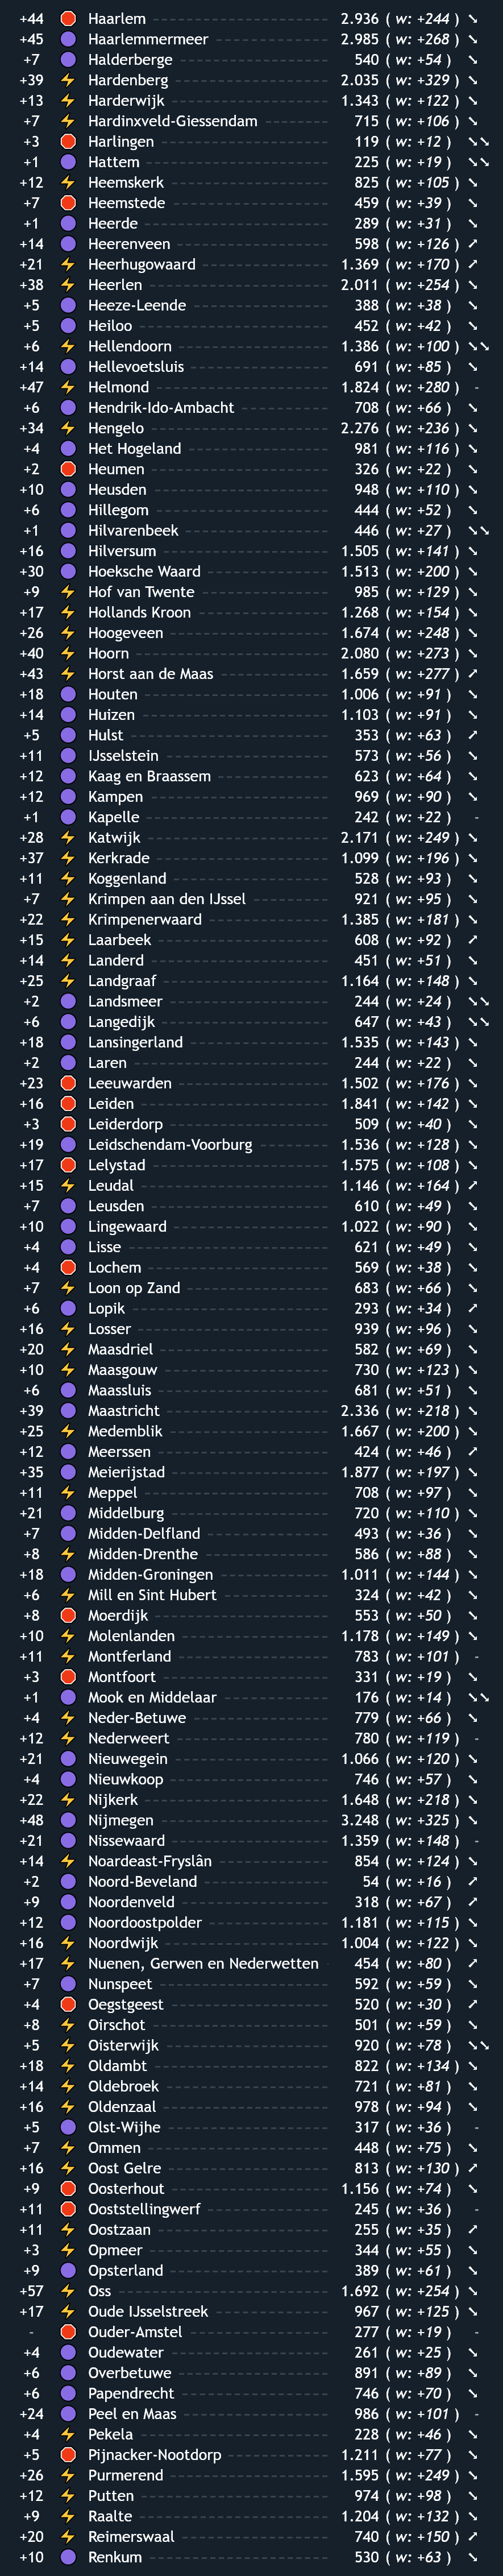 +44 Haarlem 2.936 ( w: +244 ) ↘
+45 Haarlemmermeer 2.985 ( w: +268 ) ↘
+7 Halderberge 540 ( w: +54 ) ↘
+39 Hardenberg 2.035 ( w: +329 ) ↘
+13 Harderwijk 1.343 ( w: +122 ) ↘
+7 Hardinxveld-Giessendam 715 ( w: +106 ) ↘
+3 Harlingen 119 ( w: +12 ) ↘↘
+1 Hattem 225 ( w: +19 ) ↘↘
+12 Heemskerk 825 ( w: +105 ) ↘
+7 Heemstede 459 ( w: +39 ) ↘
+1 Heerde 289 ( w: +31 ) ↘
+14 Heerenveen 598 ( w: +126 ) ↗
+21 Heerhugowaard 1.369 ( w: +170 ) ↗
+38 Heerlen 2.011 ( w: +254 ) ↘
+5 Heeze-Leende 388 ( w: +38 ) ↘
+5 Heiloo 452 ( w: +42 ) ↘
+6 Hellendoorn 1.386 ( w: +100 ) ↘↘
+14 Hellevoetsluis 691 ( w: +85 ) ↘
+47 Helmond 1.824 ( w: +280 ) -
+6 Hendrik-Ido-Ambacht 708 ( w: +66 ) ↘
+34 Hengelo 2.276 ( w: +236 ) ↘
+4 Het Hogeland 981 ( w: +116 ) ↘
+2 Heumen 326 ( w: +22 ) ↘
+10 Heusden 948 ( w: +110 ) ↘
+6 Hillegom 444 ( w: +52 ) ↘
+1 Hilvarenbeek 446 ( w: +27 ) ↘↘
+16 Hilversum 1.505 ( w: +141 ) ↘
+30 Hoeksche Waard 1.513 ( w: +200 ) ↘
+9 Hof van Twente 985 ( w: +129 ) ↘
+17 Hollands Kroon 1.268 ( w: +154 ) ↘
+26 Hoogeveen 1.674 ( w: +248 ) ↘
+40 Hoorn 2.080 ( w: +273 ) ↘
+43 Horst aan de Maas 1.659 ( w: +277 ) ↗
+18 Houten 1.006 ( w: +91 ) ↘
+14 Huizen 1.103 ( w: +91 ) ↘
+5 Hulst 353 ( w: +63 ) ↗
+11 IJsselstein 573 ( w: +56 ) ↘
+12 Kaag en Braassem 623 ( w: +64 ) ↘
+12 Kampen 969 ( w: +90 ) ↘
+1 Kapelle 242 ( w: +22 ) -
+28 Katwijk 2.171 ( w: +249 ) ↘
+37 Kerkrade 1.099 ( w: +196 ) ↘
+11 Koggenland 528 ( w: +93 ) ↘
+7 Krimpen aan den IJssel 921 ( w: +95 ) ↘
+22 Krimpenerwaard 1.385 ( w: +181 ) ↘
+15 Laarbeek 608 ( w: +92 ) ↗
+14 Landerd 451 ( w: +51 ) ↘
+25 Landgraaf 1.164 ( w: +148 ) ↘
+2 Landsmeer 244 ( w: +24 ) ↘↘
+6 Langedijk 647 ( w: +43 ) ↘↘
+18 Lansingerland 1.535 ( w: +143 ) ↘
+2 Laren 244 ( w: +22 ) ↘
+23 Leeuwarden 1.502 ( w: +176 ) ↘
+16 Leiden 1.841 ( w: +142 ) ↘
+3 Leiderdorp 509 ( w: +40 ) ↘
+19 Leidschendam-Voorburg 1.536 ( w: +128 ) ↘
+17 Lelystad 1.575 ( w: +108 ) ↘
+15 Leudal 1.146 ( w: +164 ) ↗
+7 Leusden 610 ( w: +49 ) ↘
+10 Lingewaard 1.022 ( w: +90 ) ↘
+4 Lisse 621 ( w: +49 ) ↘
+4 Lochem 569 ( w: +38 ) ↘
+7 Loon op Zand 683 ( w: +66 ) ↘
+6 Lopik 293 ( w: +34 ) ↗
+16 Losser 939 ( w: +96 ) ↘
+20 Maasdriel 582 ( w: +69 ) ↘
+10 Maasgouw 730 ( w: +123 ) ↘
+6 Maassluis 681 ( w: +51 ) ↘
+39 Maastricht 2.336 ( w: +218 ) ↘
+25 Medemblik 1.667 ( w: +200 ) ↘
+12 Meerssen 424 ( w: +46 ) ↗
+35 Meierijstad 1.877 ( w: +197 ) ↘
+11 Meppel 708 ( w: +97 ) ↘
+21 Middelburg 720 ( w: +110 ) ↘
+7 Midden-Delfland 493 ( w: +36 ) ↘
+8 Midden-Drenthe 586 ( w: +88 ) ↘
+18 Midden-Groningen 1.011 ( w: +144 ) ↘
+6 Mill en Sint Hubert 324 ( w: +42 ) ↘
+8 Moerdijk 553 ( w: +50 ) ↘
+10 Molenlanden 1.178 ( w: +149 ) ↘
+11 Montferland 783 ( w: +101 ) -
+3 Montfoort 331 ( w: +19 ) ↘
+1 Mook en Middelaar 176 ( w: +14 ) ↘↘
+4 Neder-Betuwe 779 ( w: +66 ) ↘
+12 Nederweert 780 ( w: +119 ) -
+21 Nieuwegein 1.066 ( w: +120 ) ↘
+4 Nieuwkoop 746 ( w: +57 ) ↘
+22 Nijkerk 1.648 ( w: +218 ) ↘
+48 Nijmegen 3.248 ( w: +325 ) ↘
+21 Nissewaard 1.359 ( w: +148 ) -
+14 Noardeast-Fryslân 854 ( w: +124 ) ↘
+2 Noord-Beveland 54 ( w: +16 ) ↗
+9 Noordenveld 318 ( w: +67 ) ↗
+12 Noordoostpolder 1.181 ( w: +115 ) ↘
+16 Noordwijk 1.004 ( w: +122 ) ↘
+17 Nuenen, Gerwen en Nederwetten 454 ( w: +80 ) ↗
+7 Nunspeet 592 ( w: +59 ) ↘
+4 Oegstgeest 520 ( w: +30 ) ↗
+8 Oirschot 501 ( w: +59 ) ↘
+5 Oisterwijk 920 ( w: +78 ) ↘↘
+18 Oldambt 822 ( w: +134 ) ↘
+14 Oldebroek 721 ( w: +81 ) ↘
+16 Oldenzaal 978 ( w: +94 ) ↘
+5 Olst-Wijhe 317 ( w: +36 ) -
+7 Ommen 448 ( w: +75 ) ↘
+16 Oost Gelre 813 ( w: +130 ) ↗
+9 Oosterhout 1.156 ( w: +74 ) ↘
+11 Ooststellingwerf 245 ( w: +36 ) -
+11 Oostzaan 255 ( w: +35 ) ↗
+3 Opmeer 344 ( w: +55 ) ↘
+9 Opsterland 389 ( w: +61 ) ↘
+57 Oss 1.692 ( w: +254 ) ↘
+17 Oude IJsselstreek 967 ( w: +125 ) ↘
- Ouder-Amstel 277 ( w: +19 ) -
+4 Oudewater 261 ( w: +25 ) ↘
+6 Overbetuwe 891 ( w: +89 ) ↘
+6 Papendrecht 746 ( w: +70 ) ↘
+24 Peel en Maas 986 ( w: +101 ) -
+4 Pekela 228 ( w: +46 ) ↘
+5 Pijnacker-Nootdorp 1.211 ( w: +77 ) ↘
+26 Purmerend 1.595 ( w: +249 ) ↘
+12 Putten 974 ( w: +98 ) ↘
+9 Raalte 1.204 ( w: +132 ) ↘
+20 Reimerswaal 740 ( w: +150 ) ↗
+10 Renkum 530 ( w: +63 ) ↘